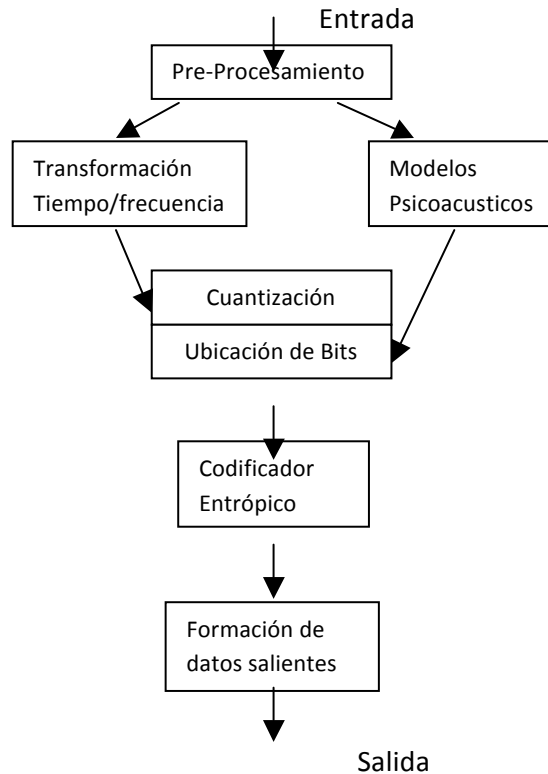 Entrada
Pre-Procesamiento
Transformación
Tiempo/frecuencia
Modelos
Psicoacusticos
Cuantización
Ubicación de Bits
Codificador
Entrópico
Formación de
datos salientes
Salida